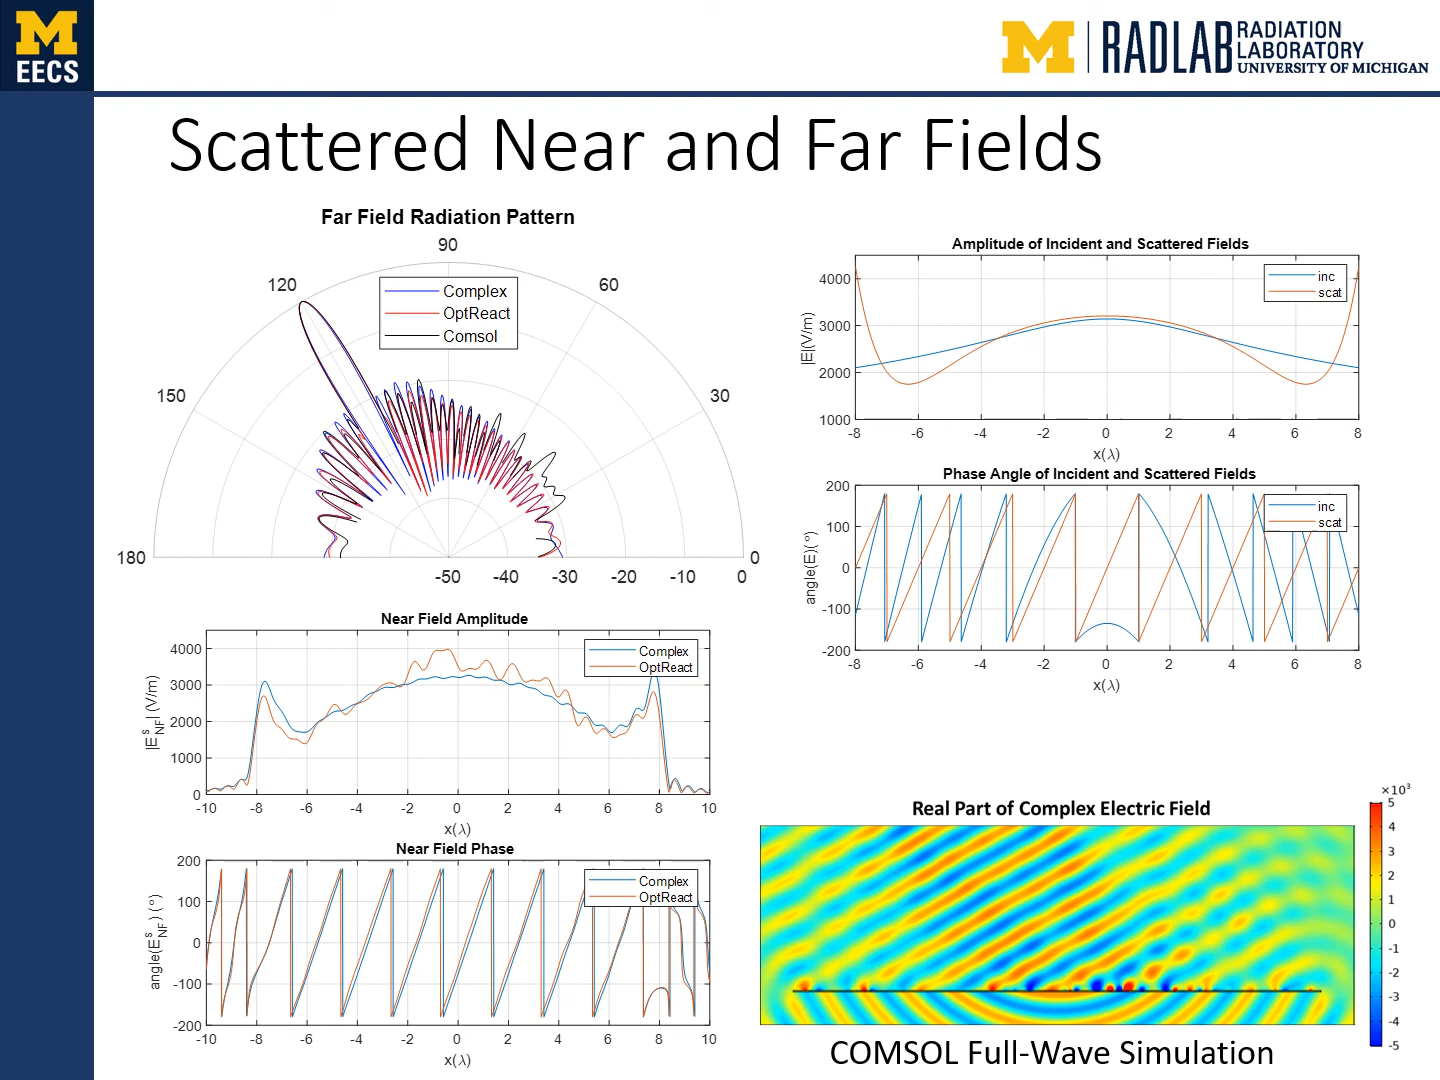 M
EECS
M
RADLAB
RADIATION
LABORATORY
UNIVERSITY OF MICHIGAN
Scattered Near and Far Fields
Far Field Radiation Pattern
90
120
60
150
30
180
0
Complex
OptReact
Comsol
-50 -40 -30 -20 -10 0
Near Field Amplitude
|E^s_NF| (V/m)
4000
3000
2000
1000
0
Complex
OptReact
-10 -8 -6 -4 -2 0 2 4 6 8 10
x(λ)
Near Field Phase
angle(E^s_NF) (°)
200
100
0
-100
-200
Complex
OptReact
-10 -8 -6 -4 -2 0 2 4 6 8 10
x(λ)
Amplitude of Incident and Scattered Fields
|E|(V/m)
4000
3000
2000
1000
inc
scat
-8 -6 -4 -2 0 2 4 6 8
x(λ)
Phase Angle of Incident and Scattered Fields
angle(E)(°)
200
100
0
-100
-200
inc
scat
-8 -6 -4 -2 0 2 4 6 8
x(λ)
Real Part of Complex Electric Field
×10³
5
4
3
2
1
0
-1
-2
-3
-4
-5
COMSOL Full-Wave Simulation